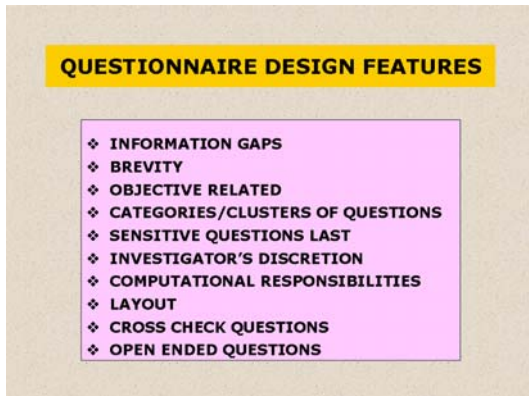 QUESTIONNAIRE DESIGN FEATURES
❖ INFORMATION GAPS
❖ BREVITY
❖ OBJECTIVE RELATED
❖ CATEGORIES/CLUSTERS OF QUESTIONS
❖ SENSITIVE QUESTIONS LAST
❖ INVESTIGATOR'S DISCRETION
❖ COMPUTATIONAL RESPONSIBILITIES
❖ LAYOUT
❖ CROSS CHECK QUESTIONS
❖ OPEN ENDED QUESTIONS